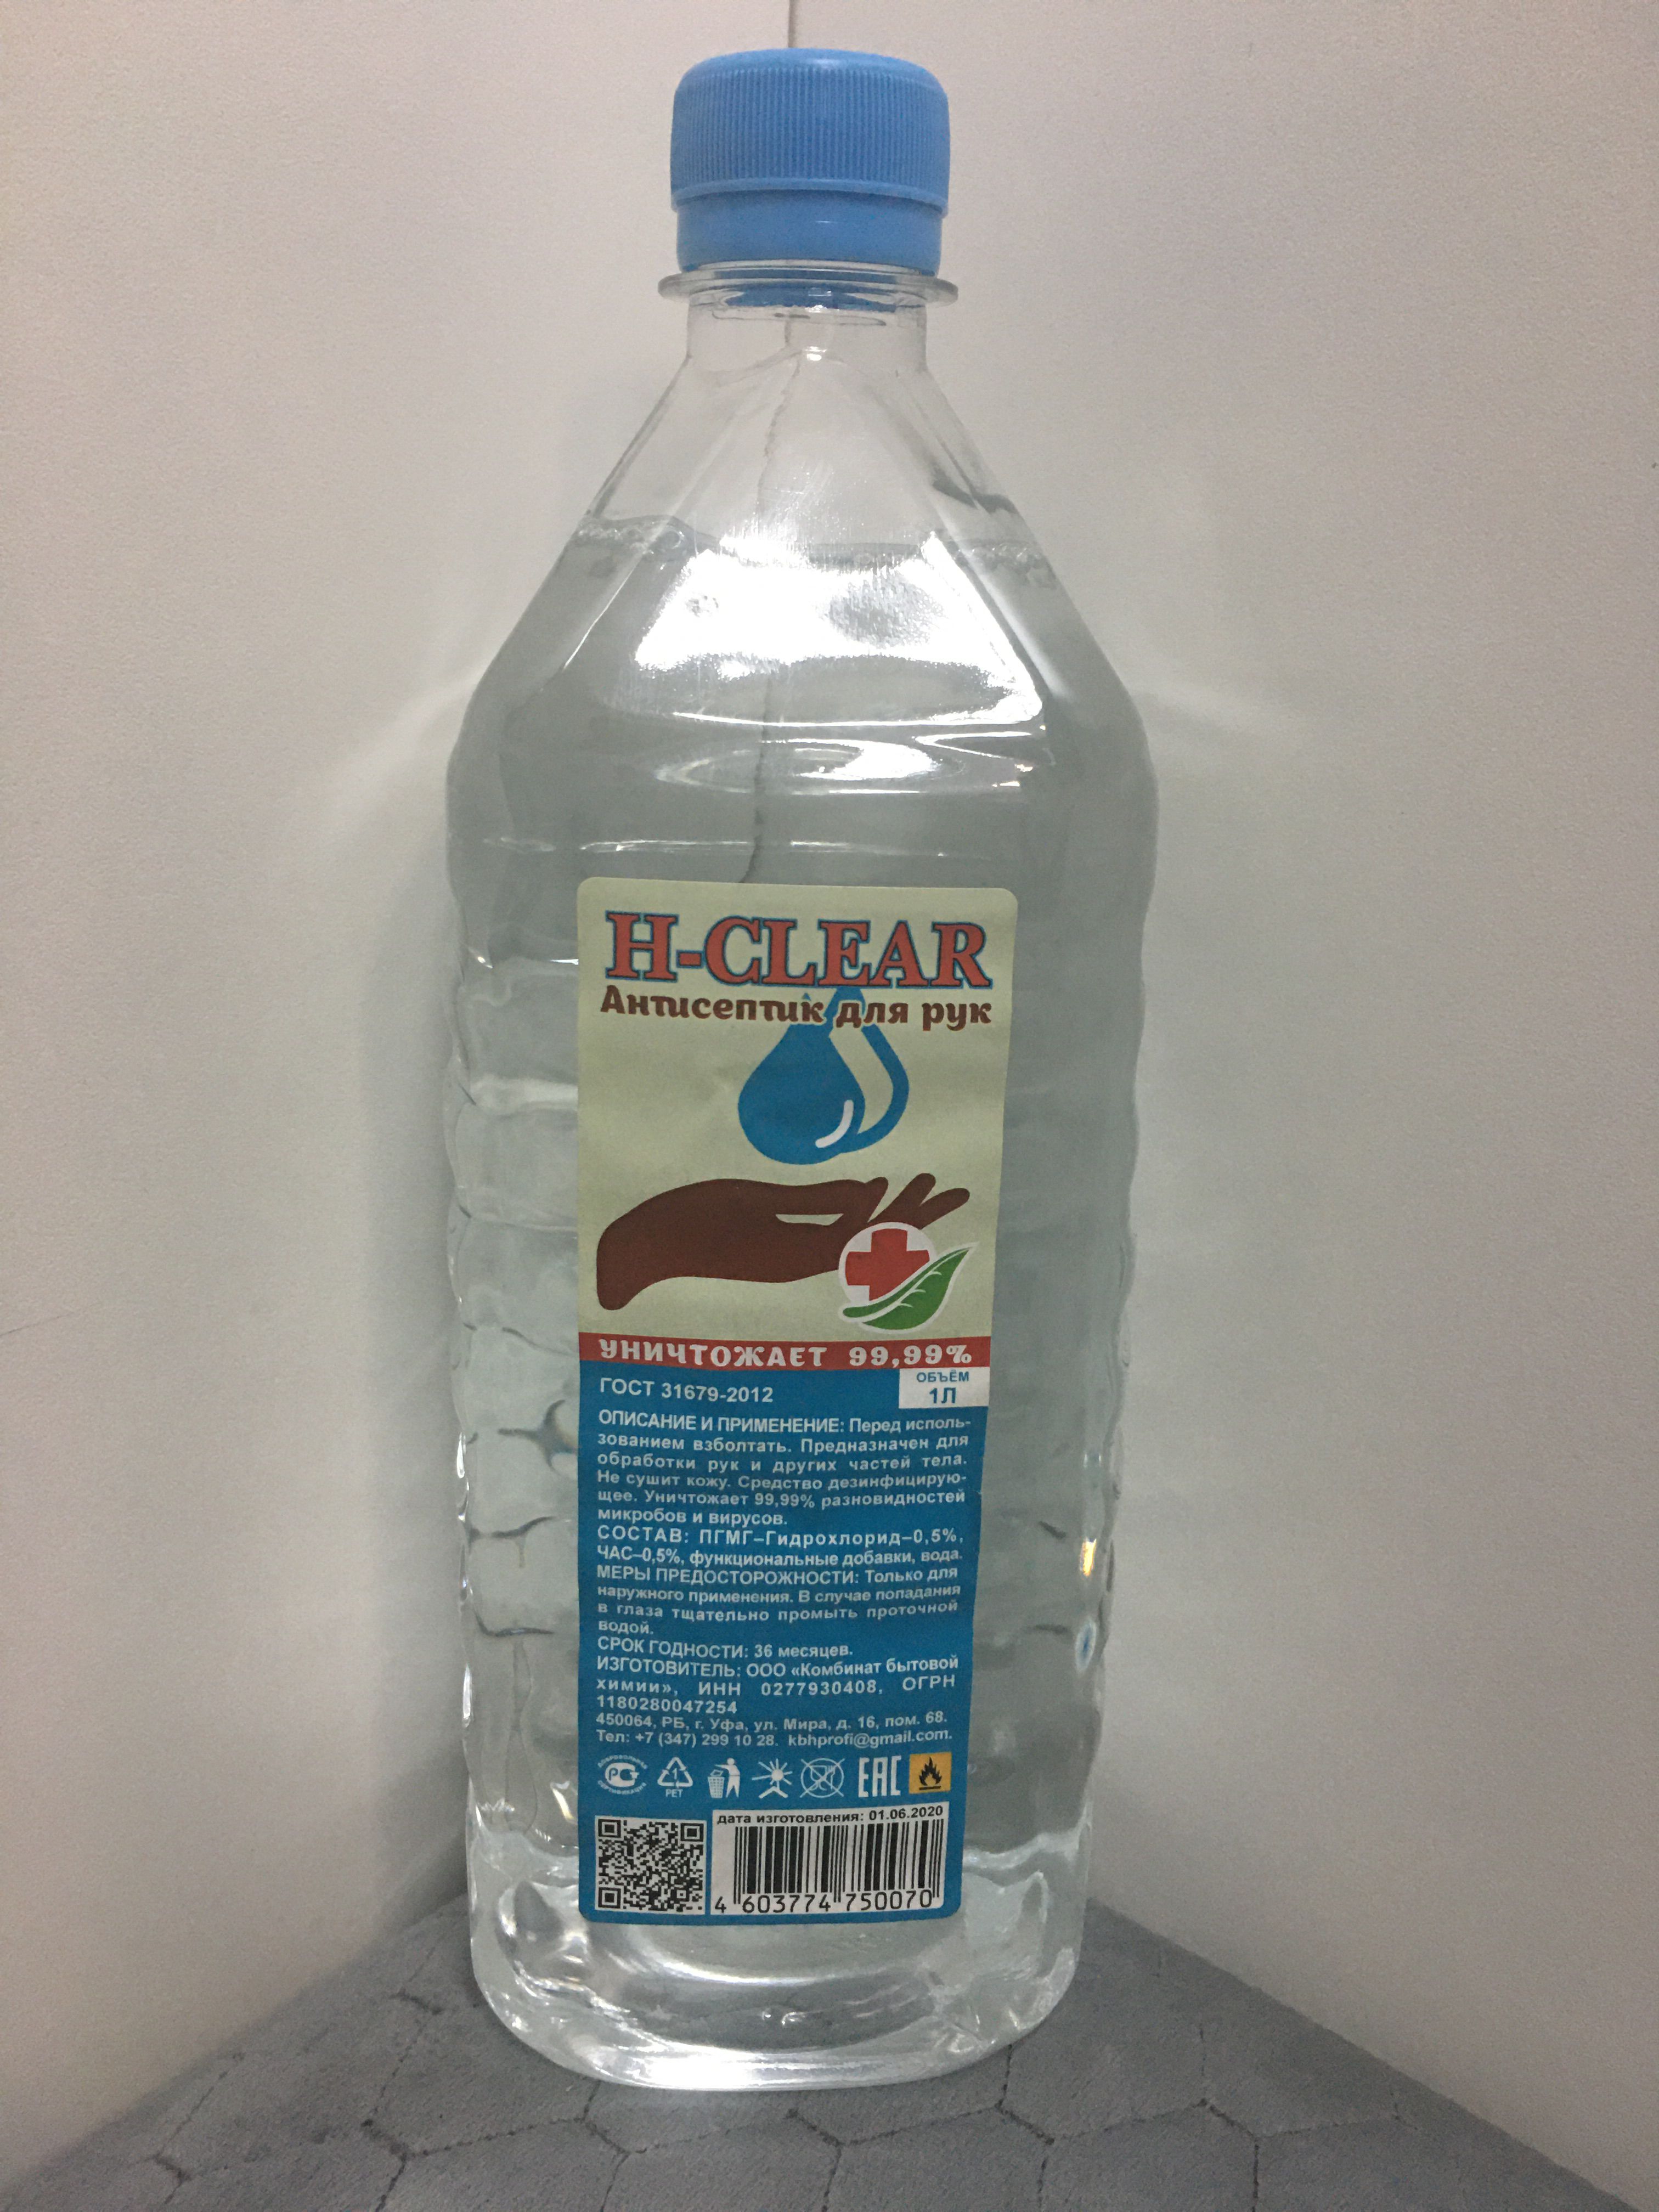 H-CLEAR
Антисептик для рук
УНИЧТОЖАЕТ 99,99%
ГОСТ 31679-2012
ОБЪЁМ
1Л
ОПИСАНИЕ И ПРИМЕНЕНИЕ: Перед исполь-
зованием взболтать. Предназначен для
обработки рук и других частей тела.
Не сушит кожу. Средство дезинфицирую-
щее. Уничтожает 99,99% разновидностей
микробов и вирусов.
СОСТАВ: ПГМГ–Гидрохлорид–0,5%,
ЧАС–0,5%, функциональные добавки, вода.
МЕРЫ ПРЕДОСТОРОЖНОСТИ: Только для
наружного применения. В случае попадания
в глаза тщательно промыть проточной
водой.
СРОК ГОДНОСТИ: 36 месяцев.
ИЗГОТОВИТЕЛЬ: ООО «Комбинат бытовой
химии», ИНН 0277930408, ОГРН
1180280047254
450064, РБ, г. Уфа, ул. Мира, д. 16, пом. 68.
Тел: +7 (347) 299 10 28. kbhprofi@gmail.com.
ДОБРОВОЛЬНАЯ
РСТ
СЕРТИФИКАЦИЯ
1
PET
EAC
дата изготовления: 01.06.2020
4 603774 750070